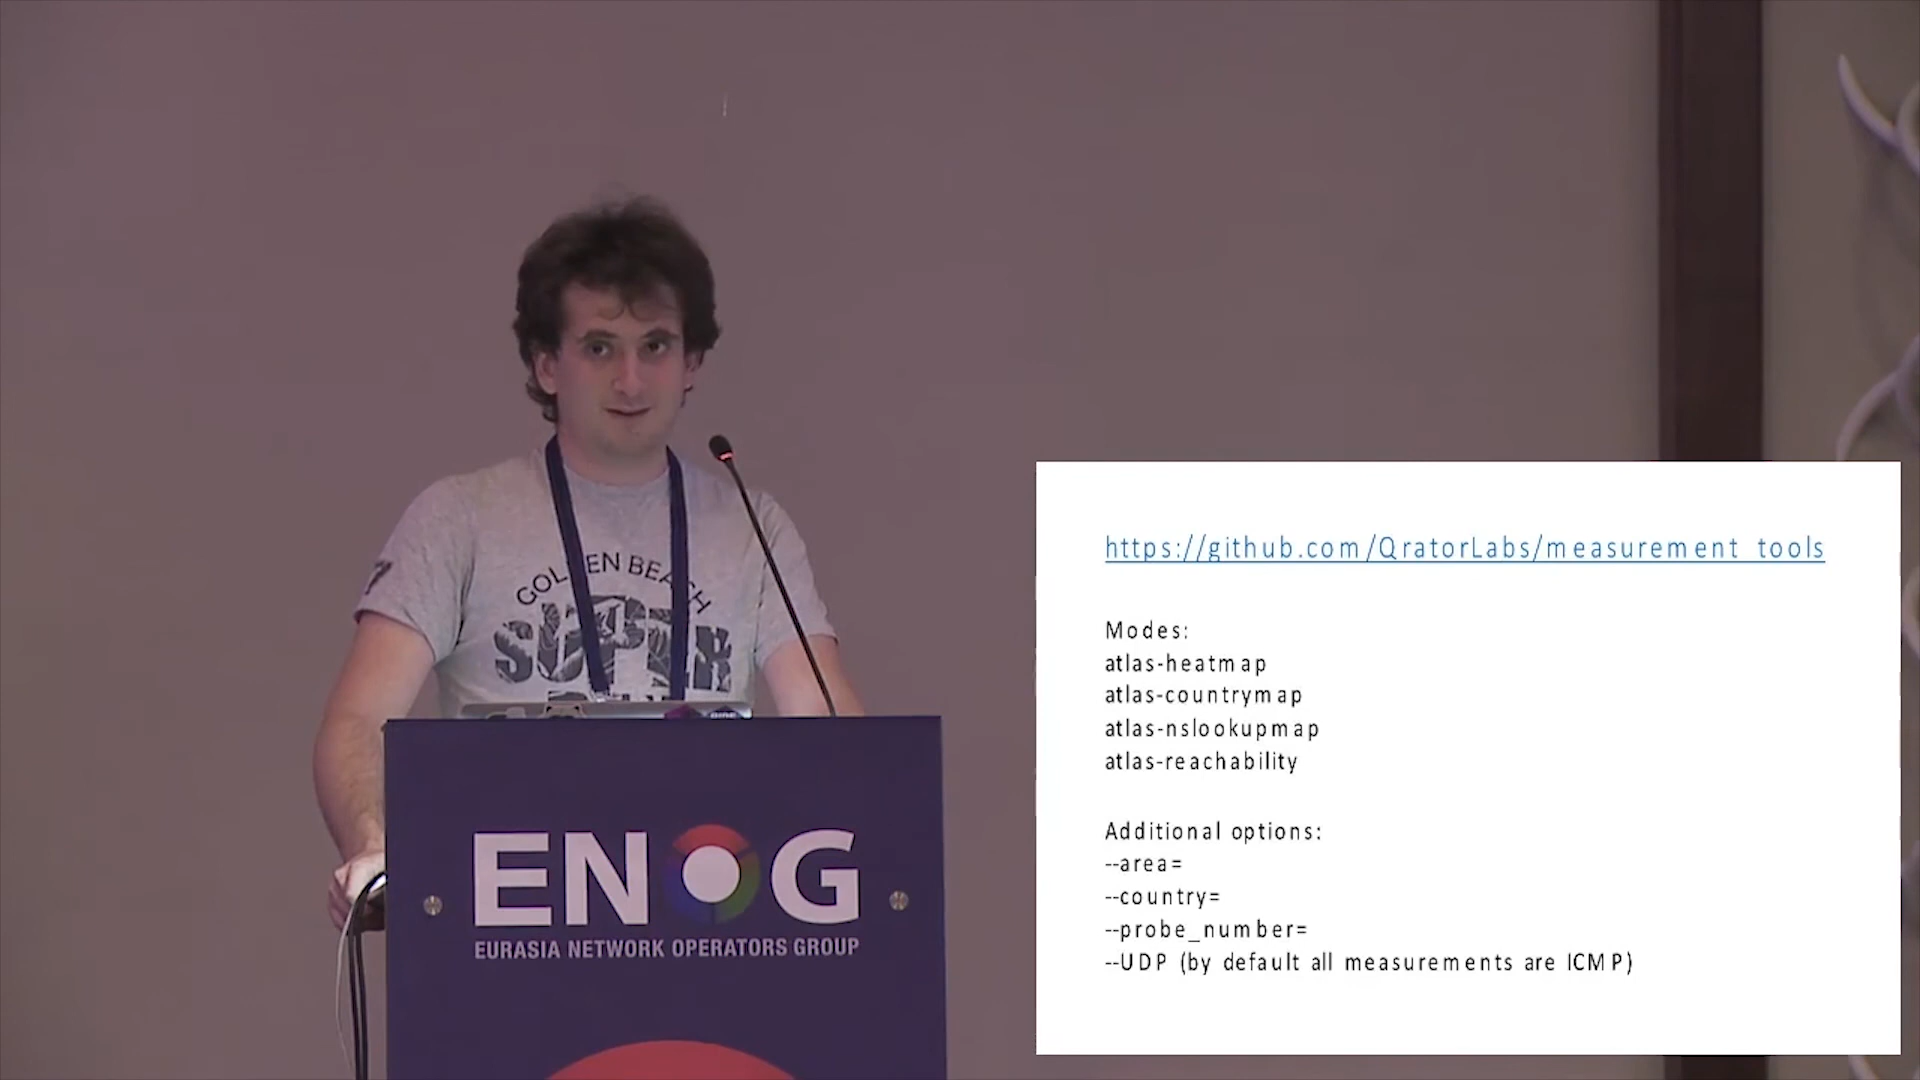 GOLDEN BEACH
SUPER
https://github.com/QratorLabs/measurement_tools
Modes:
atlas-heatmap
atlas-countrymap
atlas-nslookupmap
atlas-reachability
Additional options:
--area=
--country=
--probe_number=
--UDP (by default all measurements are ICMP)
ENOG
EURASIA NETWORK OPERATORS GROUP